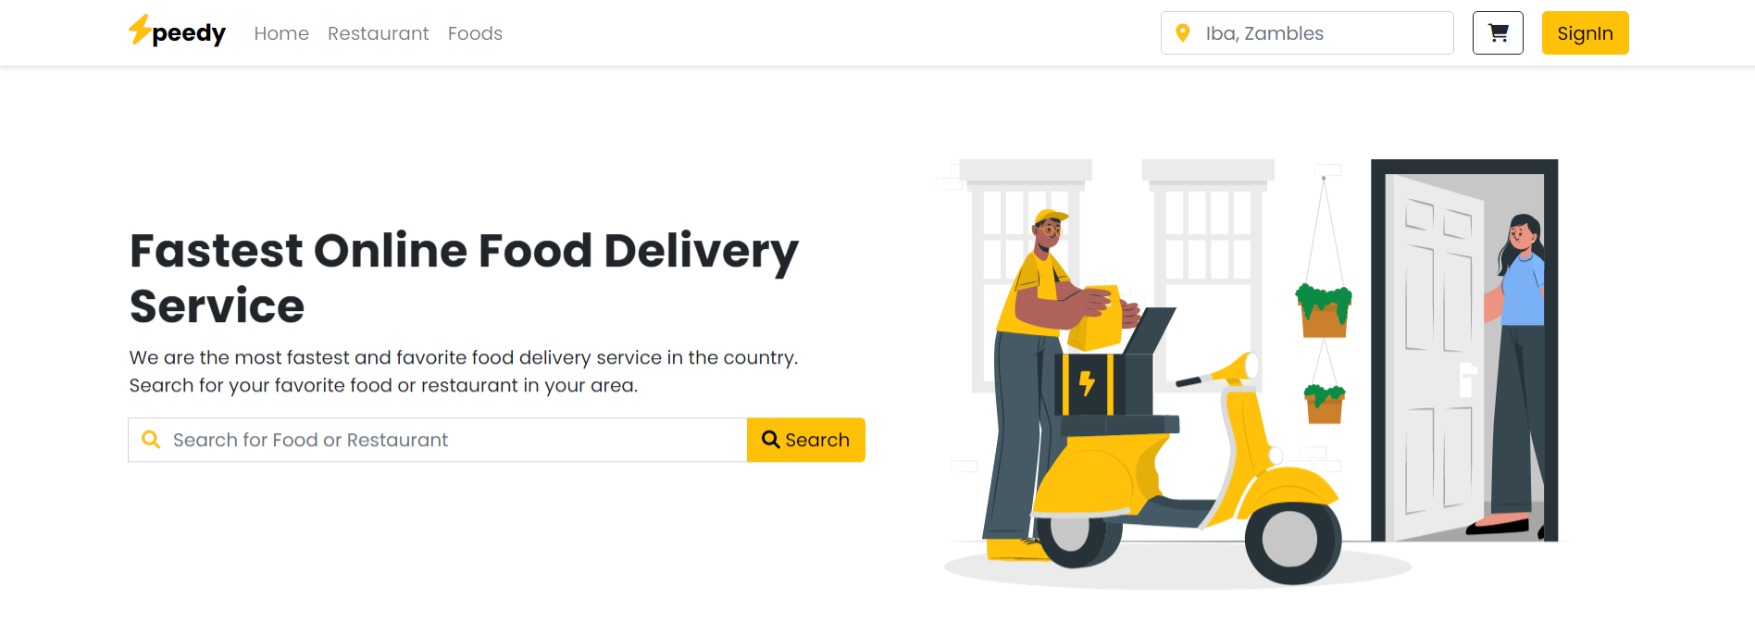 peedy Home Restaurant Foods Iba, Zambles SignIn
Fastest Online Food Delivery
Service
We are the most fastest and favorite food delivery service in the country.
Search for your favorite food or restaurant in your area.
Search for Food or Restaurant Search